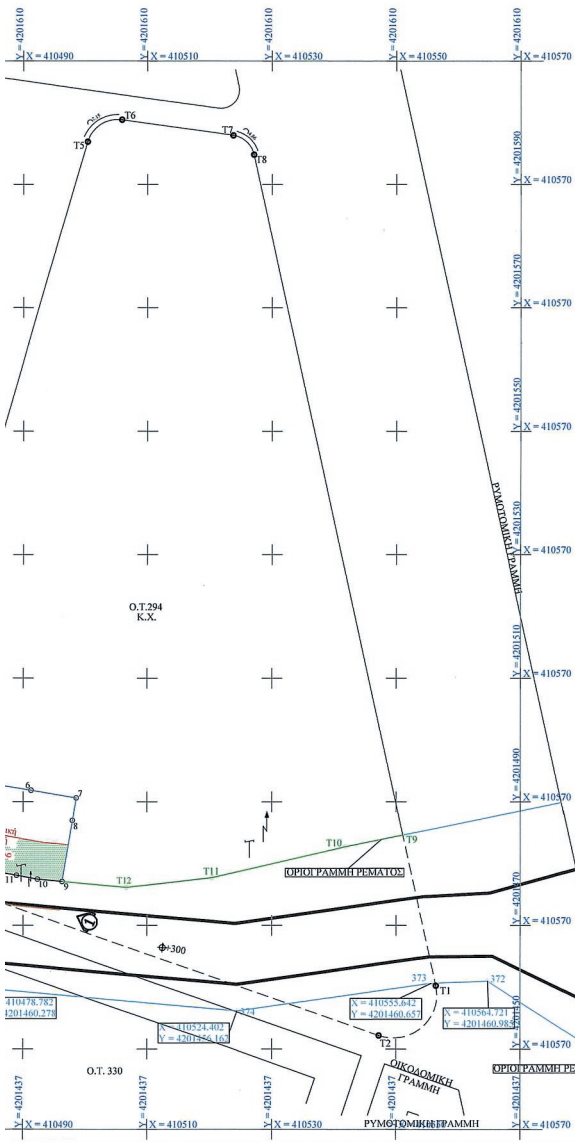 Y = 4201610
X = 410490
Y = 4201610
X = 410510
Y = 4201610
X = 410530
Y = 4201610
X = 410550
Y = 4201610
X = 410570
T5
T6
T7
T8
Y = 4201590
X = 410570
Y = 4201570
X = 410570
Y = 4201550
X = 410570
Y = 4201530
X = 410570
ΡΥΜΟΤΟΜΙΚΗ ΓΡΑΜΜΗ
Ο.Τ.294
Κ.Χ.
Y = 4201510
X = 410570
Y = 4201490
X = 410570
6
7
8
N
T9
T10
ΟΡΙΟΓΡΑΜΜΗ ΡΕΜΑΤΟΣ
T11
T12
11
10
9
Y = 4201470
X = 410570
1
+300
373
372
T1
410478.782
4201460.278
374
X = 410524.402
Y = 4201456.162
X = 410555.642
Y = 4201460.657
X = 410564.721
Y = 4201460.985
T2
Y = 4201450
X = 410570
Ο.Τ. 330
ΟΙΚΟΔΟΜΙΚΗ
ΓΡΑΜΜΗ
ΟΡΙΟΓΡΑΜΜΗ ΡΕ
ΡΥΜΟΤΟΜΙΚΗ ΓΡΑΜΜΗ
Y = 4201437
X = 410490
Y = 4201437
X = 410510
Y = 4201437
X = 410530
Y = 4201437
Y = 4201437
X = 410570